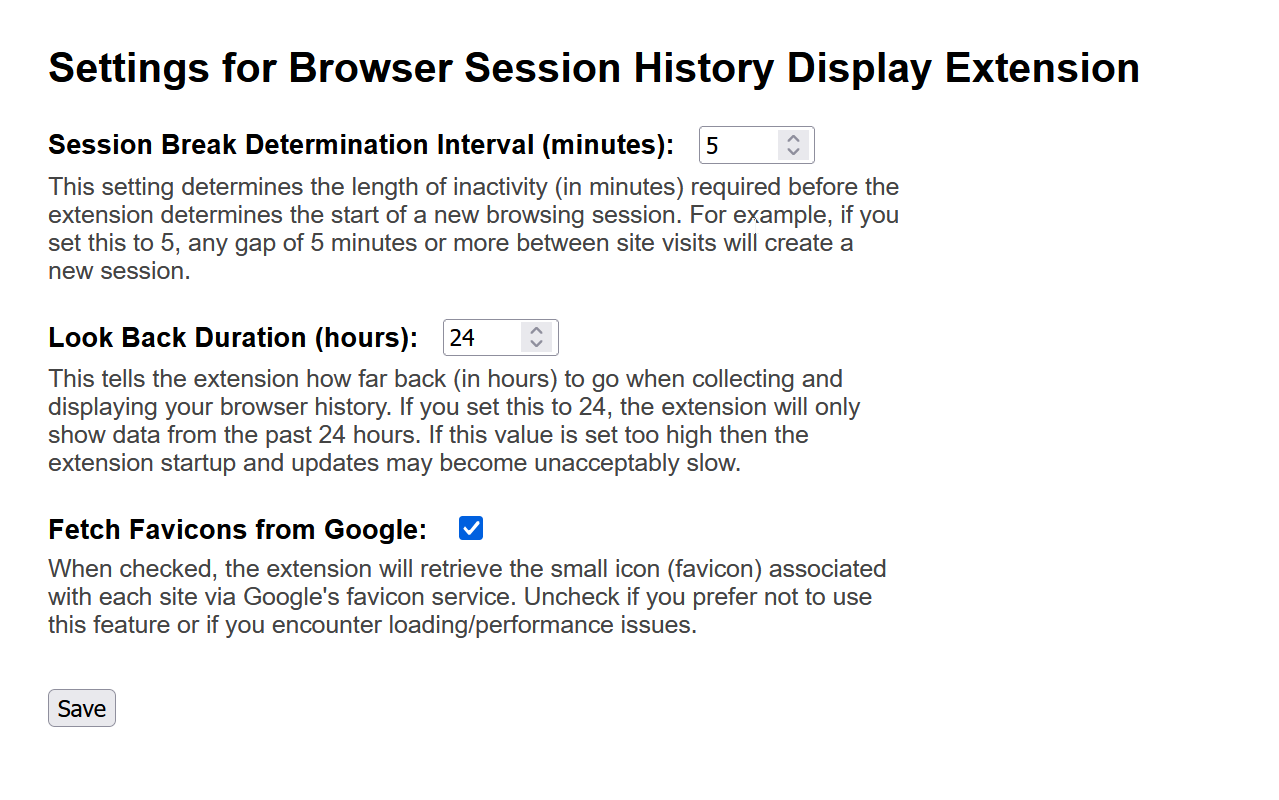 Settings for Browser Session History Display Extension
Session Break Determination Interval (minutes): 5
This setting determines the length of inactivity (in minutes) required before the
extension determines the start of a new browsing session. For example, if you
set this to 5, any gap of 5 minutes or more between site visits will create a
new session.
Look Back Duration (hours): 24
This tells the extension how far back (in hours) to go when collecting and
displaying your browser history. If you set this to 24, the extension will only
show data from the past 24 hours. If this value is set too high then the
extension startup and updates may become unacceptably slow.
Fetch Favicons from Google:
When checked, the extension will retrieve the small icon (favicon) associated
with each site via Google's favicon service. Uncheck if you prefer not to use
this feature or if you encounter loading/performance issues.
Save